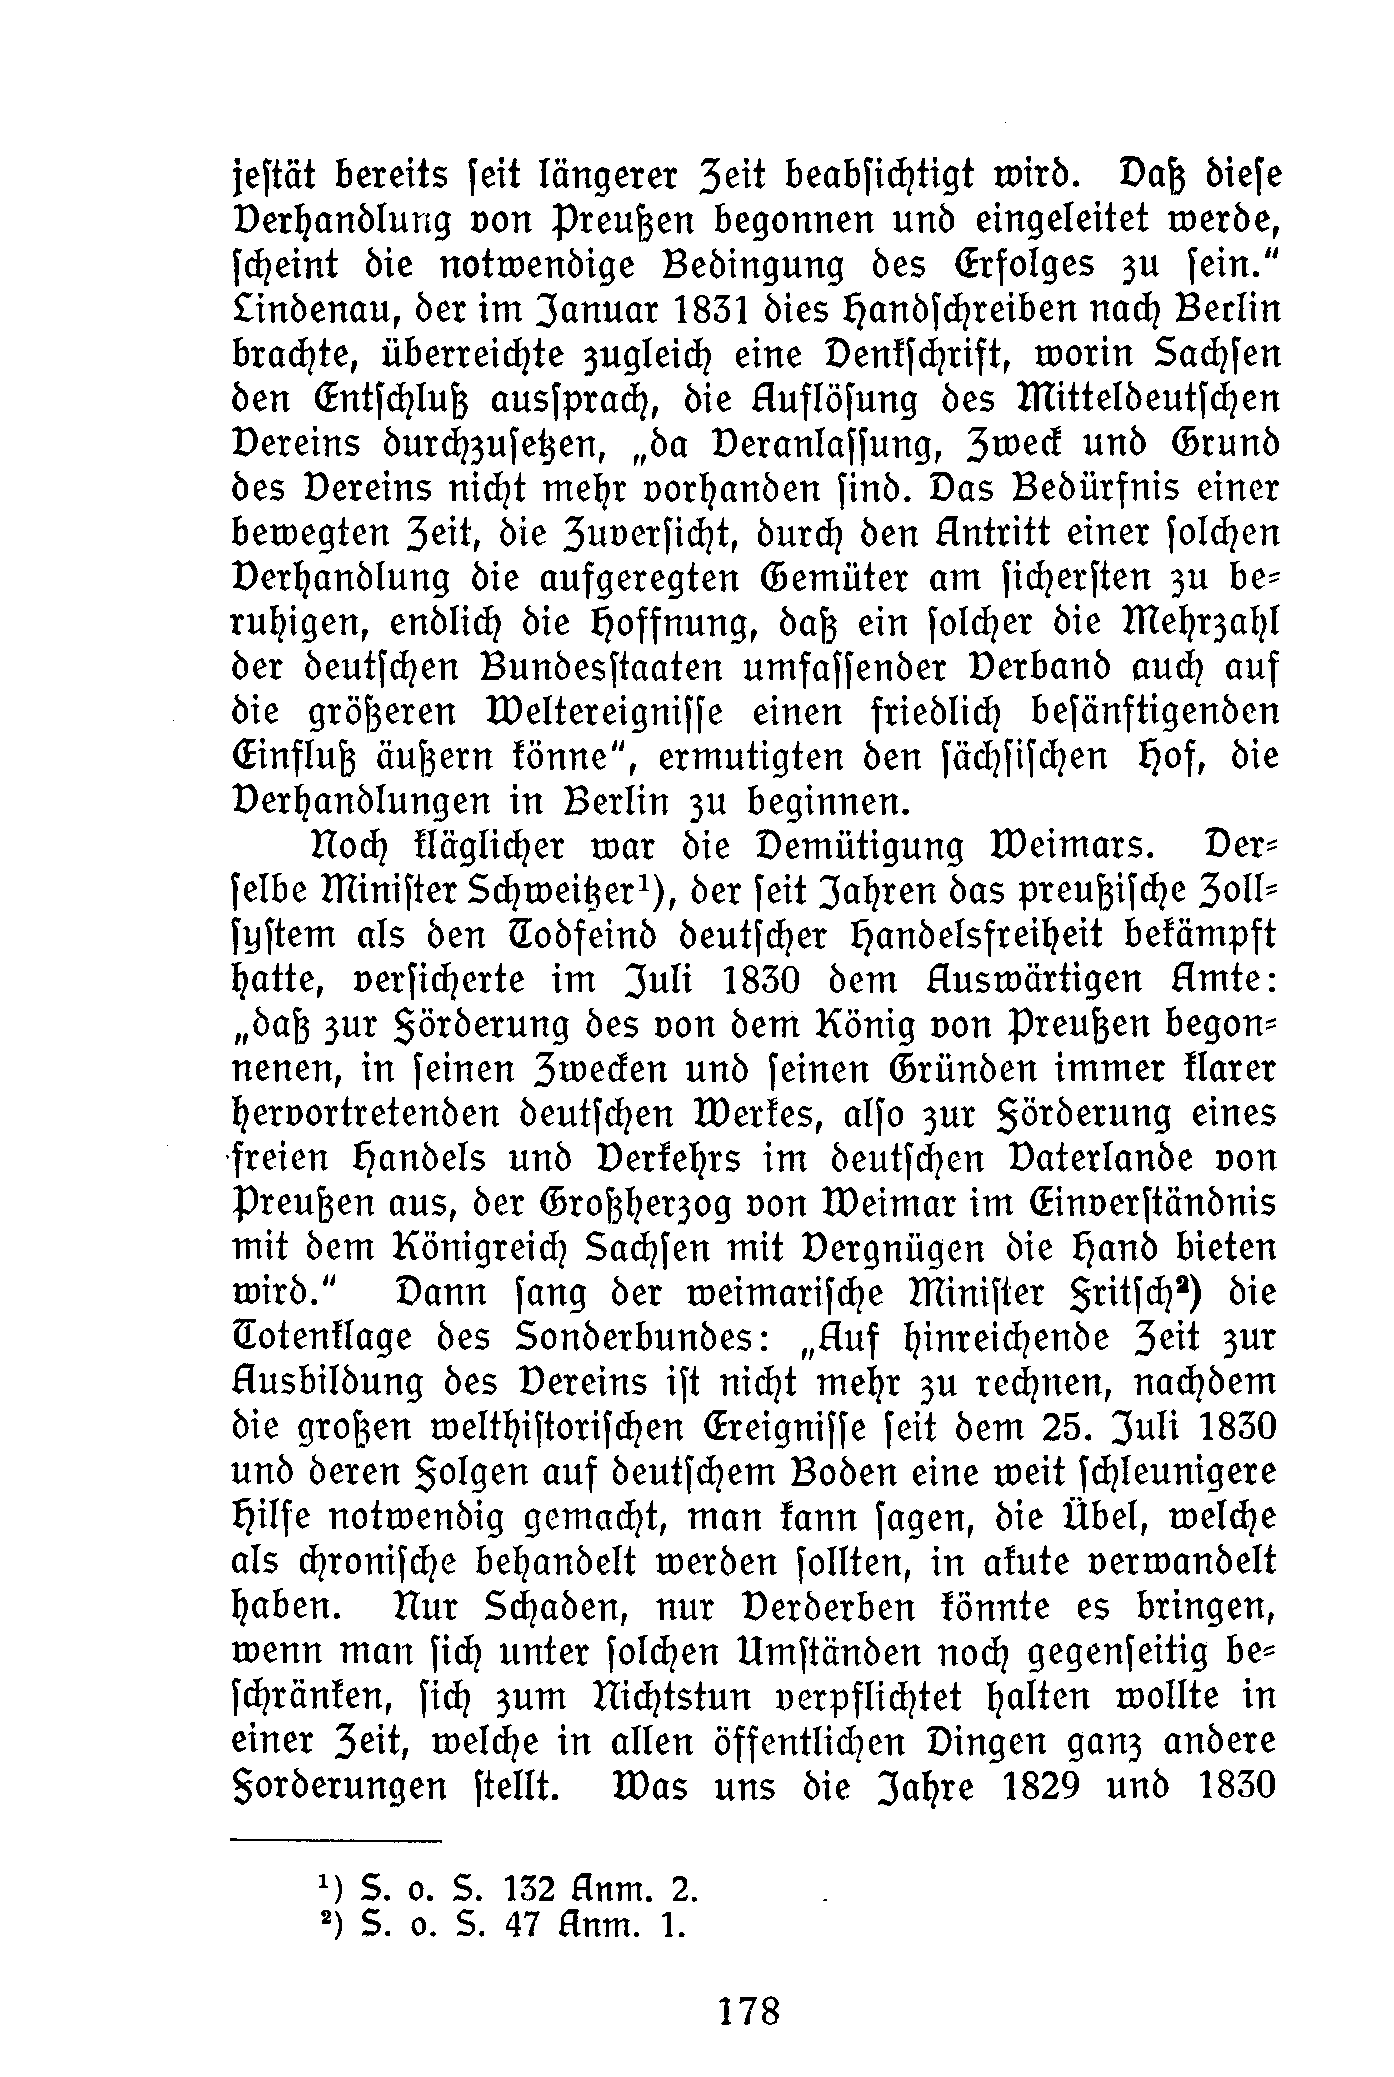 jeſtät bereits ſeit längerer Zeit beabſichtigt wird. Daß dieſe
Verhandlung von Preußen begonnen und eingeleitet werde,
ſcheint die notwendige Bedingung des Erfolges zu ſein.“
Lindenau, der im Januar 1831 dies Handſchreiben nach Berlin
brachte, überreichte zugleich eine Denkſchrift, worin Sachſen
den Entſchluß ausſprach, die Auflöſung des Mitteldeutſchen
Vereins durchzuſetzen, „da Veranlaſſung, Zweck und Grund
des Vereins nicht mehr vorhanden ſind. Das Bedürfnis einer
bewegten Zeit, die Zuverſicht, durch den Antritt einer ſolchen
Verhandlung die aufgeregten Gemüter am ſicherſten zu be⸗
ruhigen, endlich die Hoffnung, daß ein ſolcher die Mehrzahl
der deutſchen Bundesſtaaten umfaſſender Verband auch auf
die größeren Weltereigniſſe einen friedlich beſänftigenden
Einfluß äußern könne“, ermutigten den ſächſiſchen Hof, die
Verhandlungen in Berlin zu beginnen.
Noch kläglicher war die Demütigung Weimars. Der⸗
ſelbe Miniſter Schweitzer¹), der ſeit Jahren das preußiſche Zoll⸗
ſyſtem als den Todfeind deutſcher Handelsfreiheit bekämpft
hatte, verſicherte im Juli 1830 dem Auswärtigen Amte:
„daß zur Förderung des von dem König von Preußen begon⸗
nenen, in ſeinen Zwecken und ſeinen Gründen immer klarer
hervortretenden deutſchen Werkes, alſo zur Förderung eines
freien Handels und Verkehrs im deutſchen Vaterlande von
Preußen aus, der Großherzog von Weimar im Einverſtändnis
mit dem Königreich Sachſen mit Vergnügen die Hand bieten
wird.“ Dann ſang der weimariſche Miniſter Fritſch²) die
Totenklage des Sonderbundes: „Auf hinreichende Zeit zur
Ausbildung des Vereins iſt nicht mehr zu rechnen, nachdem
die großen welthiſtoriſchen Ereigniſſe ſeit dem 25. Juli 1830
und deren Folgen auf deutſchem Boden eine weit ſchleunigere
Hilfe notwendig gemacht, man kann ſagen, die Übel, welche
als chroniſche behandelt werden ſollten, in akute verwandelt
haben. Nur Schaden, nur Verderben könnte es bringen,
wenn man ſich unter ſolchen Umſtänden noch gegenſeitig be⸗
ſchränken, ſich zum Nichtstun verpflichtet halten wollte in
einer Zeit, welche in allen öffentlichen Dingen ganz andere
Forderungen ſtellt. Was uns die Jahre 1829 und 1830
¹) S. o. S. 132 Anm. 2.
²) S. o. S. 47 Anm. 1.
178